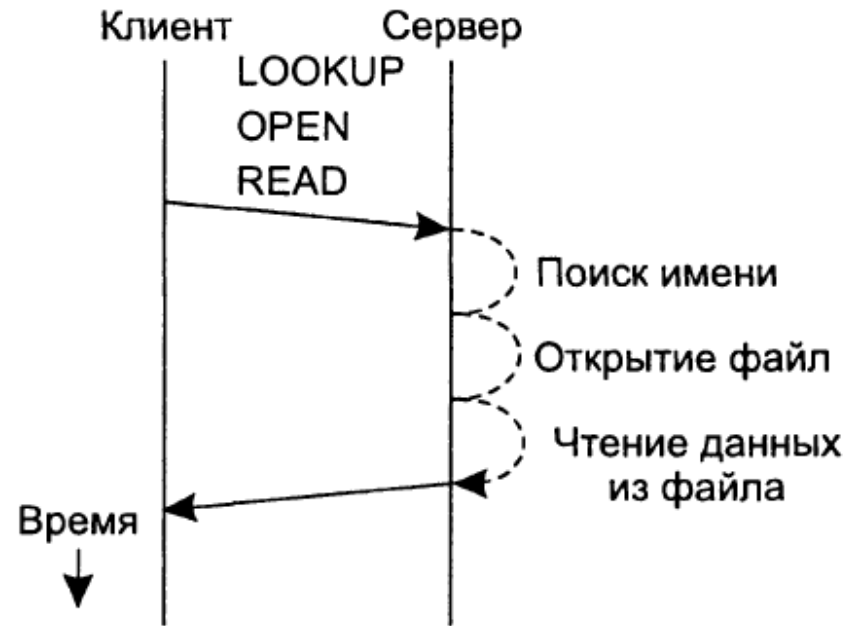 Клиент
Сервер
LOOKUP
OPEN
READ
Поиск имени
Открытие файл
Чтение данных
из файла
Время